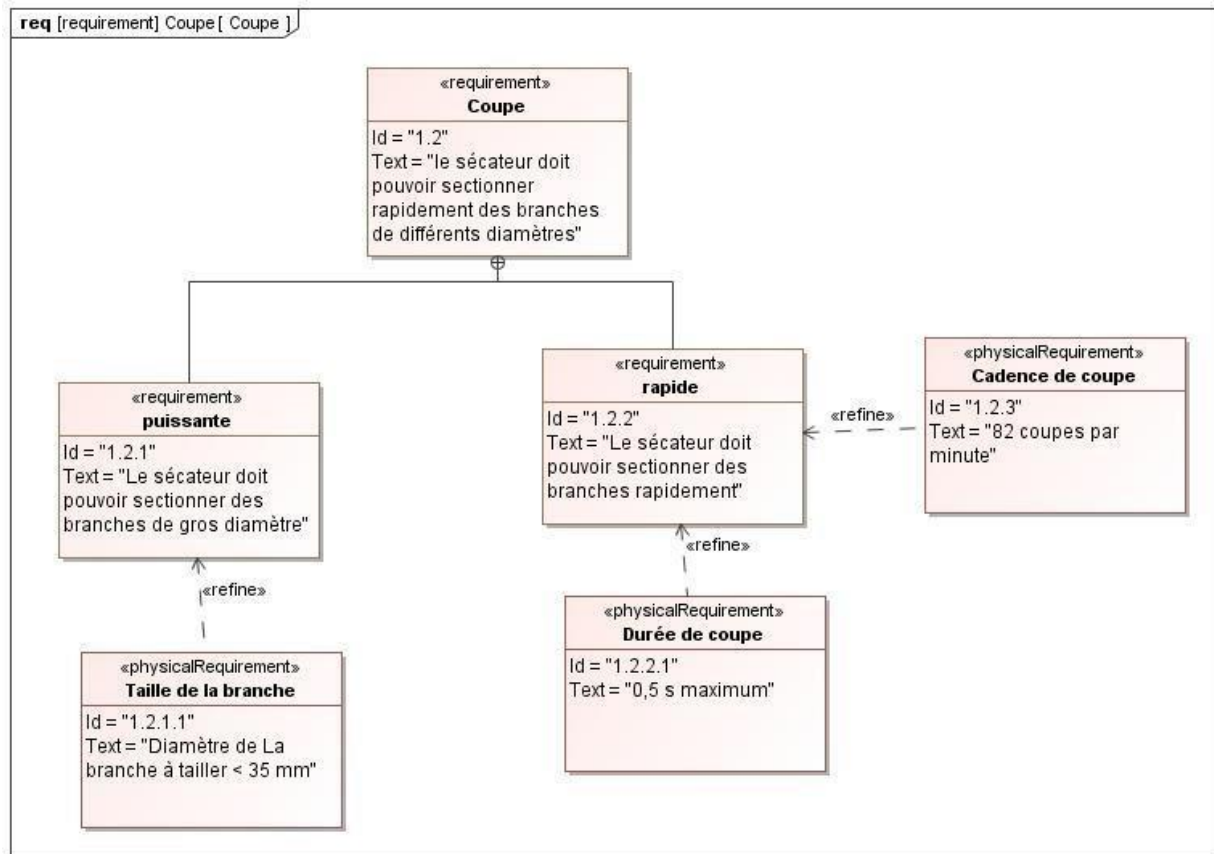 req [requirement] Coupe [ Coupe ]
«requirement»
Coupe
Id = "1.2"
Text = "le sécateur doit
pouvoir sectionner
rapidement des branches
de différents diamètres"
«requirement»
puissante
Id = "1.2.1"
Text = "Le sécateur doit
pouvoir sectionner des
branches de gros diamètre"
«requirement»
rapide
Id = "1.2.2"
Text = "Le sécateur doit
pouvoir sectionner des
branches rapidement"
«refine»
«physicalRequirement»
Cadence de coupe
Id = "1.2.3"
Text = "82 coupes par
minute"
«refine»
«physicalRequirement»
Taille de la branche
Id = "1.2.1.1"
Text = "Diamètre de La
branche à tailler < 35 mm"
«refine»
«physicalRequirement»
Durée de coupe
Id = "1.2.2.1"
Text = "0,5 s maximum"